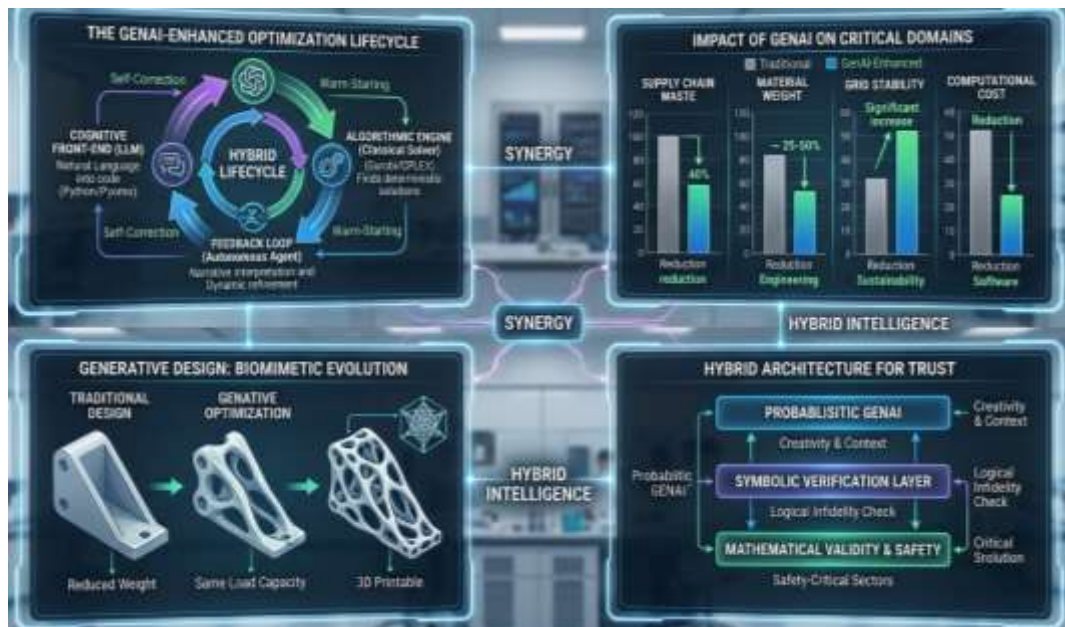 THE GENAI-ENHANCED OPTIMIZATION LIFECYCLE
Self-Correction
Warm-Starting
COGNITIVE
FRONT-END (LLM)
Natural Language
into code
(Python/Pyomo)
HYBRID
LIFECYCLE
ALGORITHMIC ENGINE
(Classical Solver)
Finds deterministic
solutions
Self-Correction
Warm-Starting
FEEDBACK LOOP
(Autonomous Agent)
Narrative interpretation and
Dynamic refinement
SYNERGY
IMPACT OF GENAI ON CRITICAL DOMAINS
Traditional
GenAI-Enhanced
SUPPLY CHAIN
WASTE
40%
Reduction
reduction
MATERIAL
WEIGHT
~ 25-50%
Reduction
Engineering
GRID STABILITY
Significant
increase
Reduction
Sustainability
COMPUTATIONAL
COST
Reduction
Reduction
Software
SYNERGY
HYBRID INTELLIGENCE
GENERATIVE DESIGN: BIOMIMETIC EVOLUTION
TRADITIONAL
DESIGN
GENATIVE
OPTIMIZATION
Reduced Weight
Same Load Capacity
3D Printable
HYBRID
INTELLIGENCE
HYBRID ARCHITECTURE FOR TRUST
PROBABLISITIC GENAI
Creativity
& Context
Creativity & Context
Probabilitic
GENAI
SYMBOLIC VERIFICATION LAYER
Logical
Infidelity
Check
Logical Infidelity Check
MATHEMATICAL VALIDITY & SAFETY
Critical
Srolution
Safety-Critical Sectors